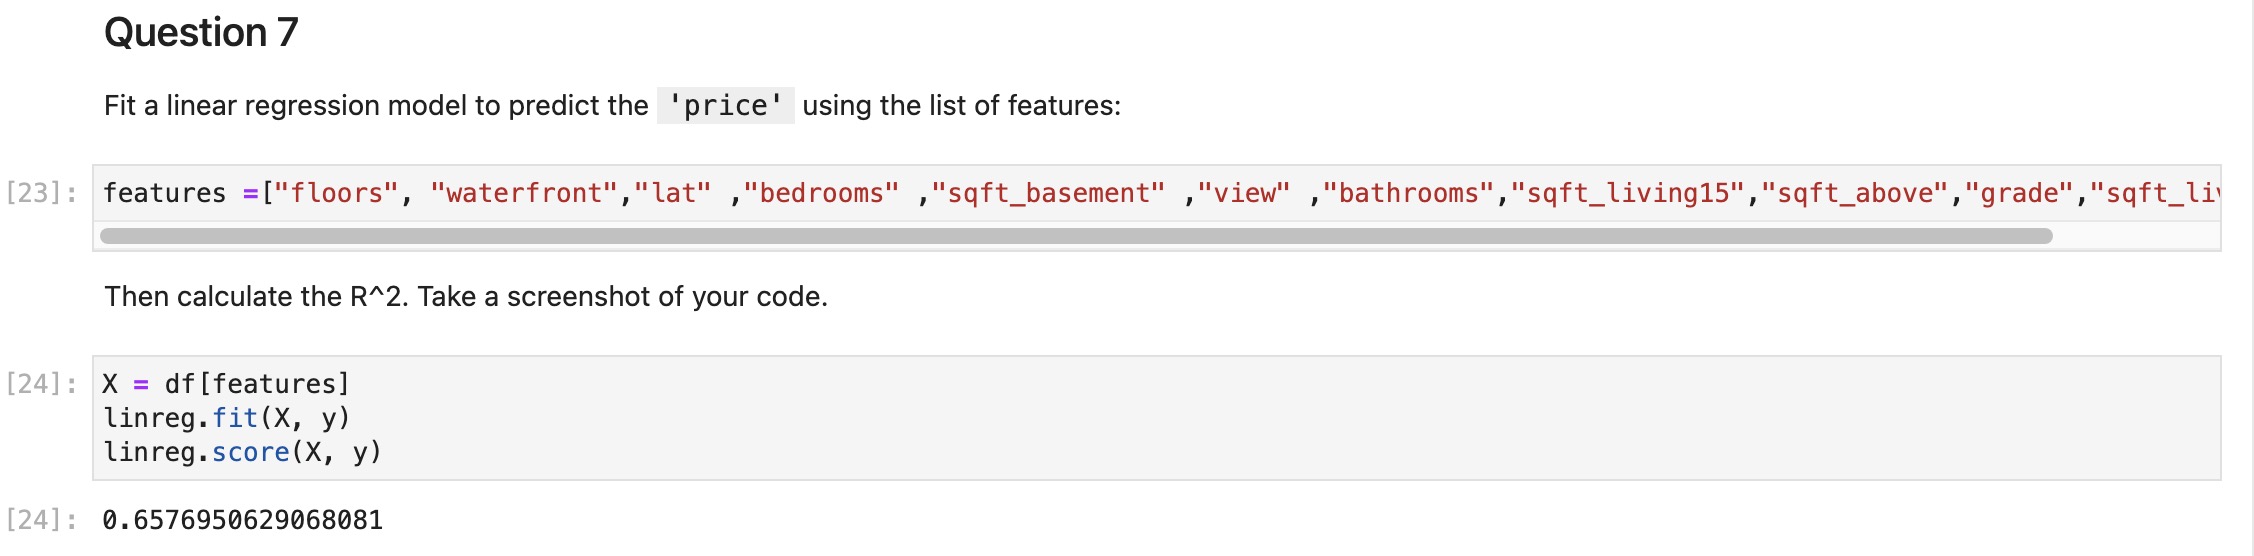 Question 7
Fit a linear regression model to predict the 'price' using the list of features:
[23]: features =["floors", "waterfront","lat" ,"bedrooms" ,"sqft_basement" ,"view" ,"bathrooms","sqft_living15","sqft_above","grade","sqft_li
Then calculate the R^2. Take a screenshot of your code.
[24]: X = df[features]
linreg.fit(X, y)
linreg.score(X, y)
[24]: 0.6576950629068081